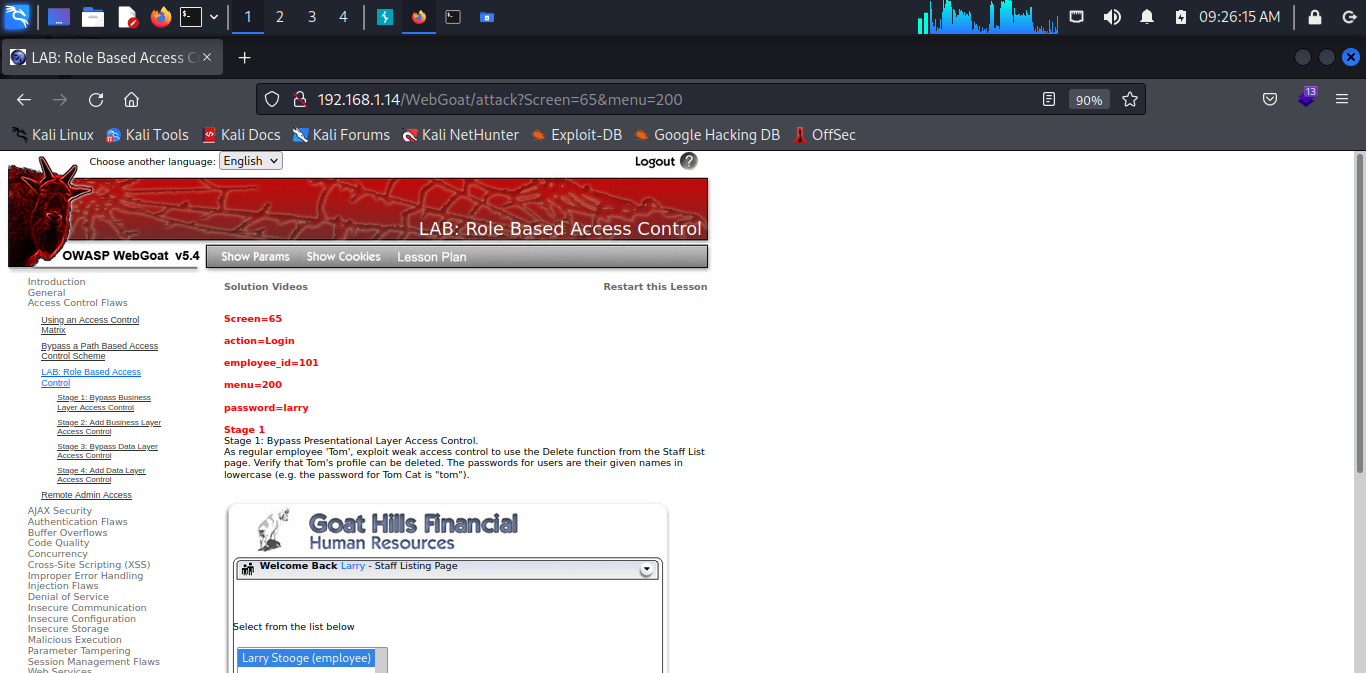 1 2 3 4 09:26:15 AM
LAB: Role Based Access C
192.168.1.14/WebGoat/attack?Screen=65&menu=200 90% 13
Kali Linux Kali Tools Kali Docs Kali Forums Kali NetHunter Exploit-DB Google Hacking DB OffSec
Choose another language: English Logout ?
LAB: Role Based Access Control
OWASP WebGoat v5.4 Show Params Show Cookies Lesson Plan
Introduction
General
Access Control Flaws
Using an Access Control
Matrix
Bypass a Path Based Access
Control Scheme
LAB: Role Based Access
Control
Stage 1: Bypass Business
Layer Access Control
Stage 2: Add Business Layer
Access Control
Stage 3: Bypass Data Layer
Access Control
Stage 4: Add Data Layer
Access Control
Remote Admin Access
AJAX Security
Authentication Flaws
Buffer Overflows
Code Quality
Concurrency
Cross-Site Scripting (XSS)
Improper Error Handling
Injection Flaws
Denial of Service
Insecure Communication
Insecure Configuration
Insecure Storage
Malicious Execution
Parameter Tampering
Session Management Flaws
Web Services
Solution Videos Restart this Lesson
Screen=65
action=Login
employee_id=101
menu=200
password=larry
Stage 1
Stage 1: Bypass Presentational Layer Access Control.
As regular employee 'Tom', exploit weak access control to use the Delete function from the Staff List
page. Verify that Tom's profile can be deleted. The passwords for users are their given names in
lowercase (e.g. the password for Tom Cat is "tom").
Goat Hills Financial
Human Resources
Welcome Back Larry - Staff Listing Page
Select from the list below
Larry Stooge (employee)